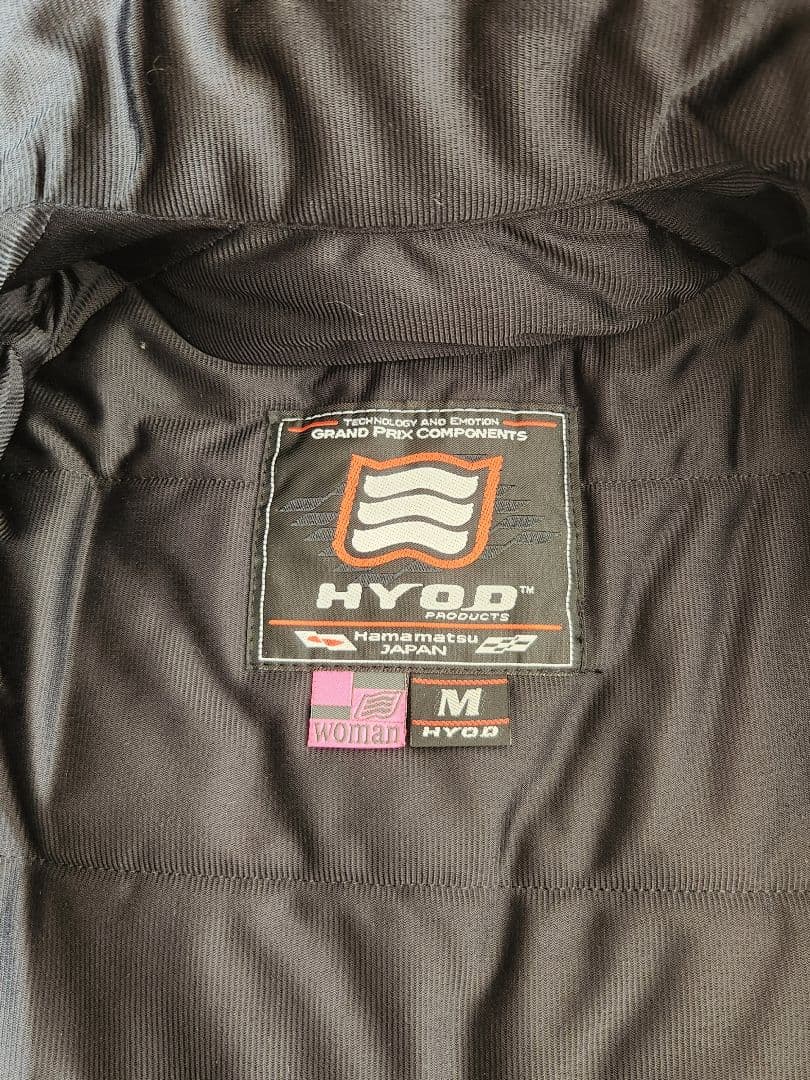 TECHNOLOGY AND EMOTION
GRAND PRIX COMPONENTS
HYOD™
PRODUCTS
Hamamatsu
JAPAN
woman
M
HYOD